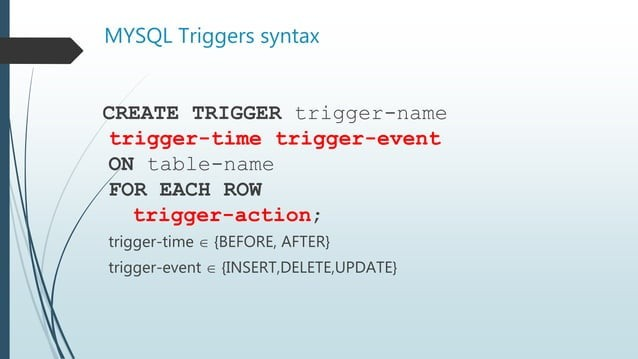 MYSQL Triggers syntax
CREATE TRIGGER trigger-name
trigger-time trigger-event
ON table-name
FOR EACH ROW
trigger-action;
trigger-time ∈ {BEFORE, AFTER}
trigger-event ∈ {INSERT,DELETE,UPDATE}